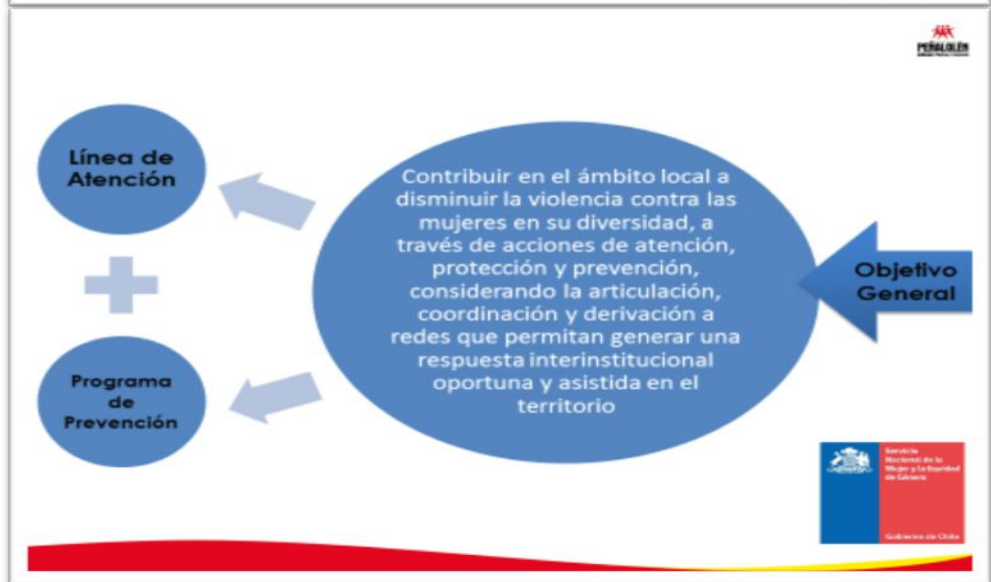 PEÑALOLÉN
Línea de
Atención
Programa
de
Prevención
Contribuir en el ámbito local a
disminuir la violencia contra las
mujeres en su diversidad, a
través de acciones de atención,
protección y prevención,
considerando la articulación,
coordinación y derivación a
redes que permitan generar una
respuesta interinstitucional
oportuna y asistida en el
territorio
Objetivo
General
Servicio
Nacional de la
Mujer y la Equidad
de Género
Gobierno de Chile